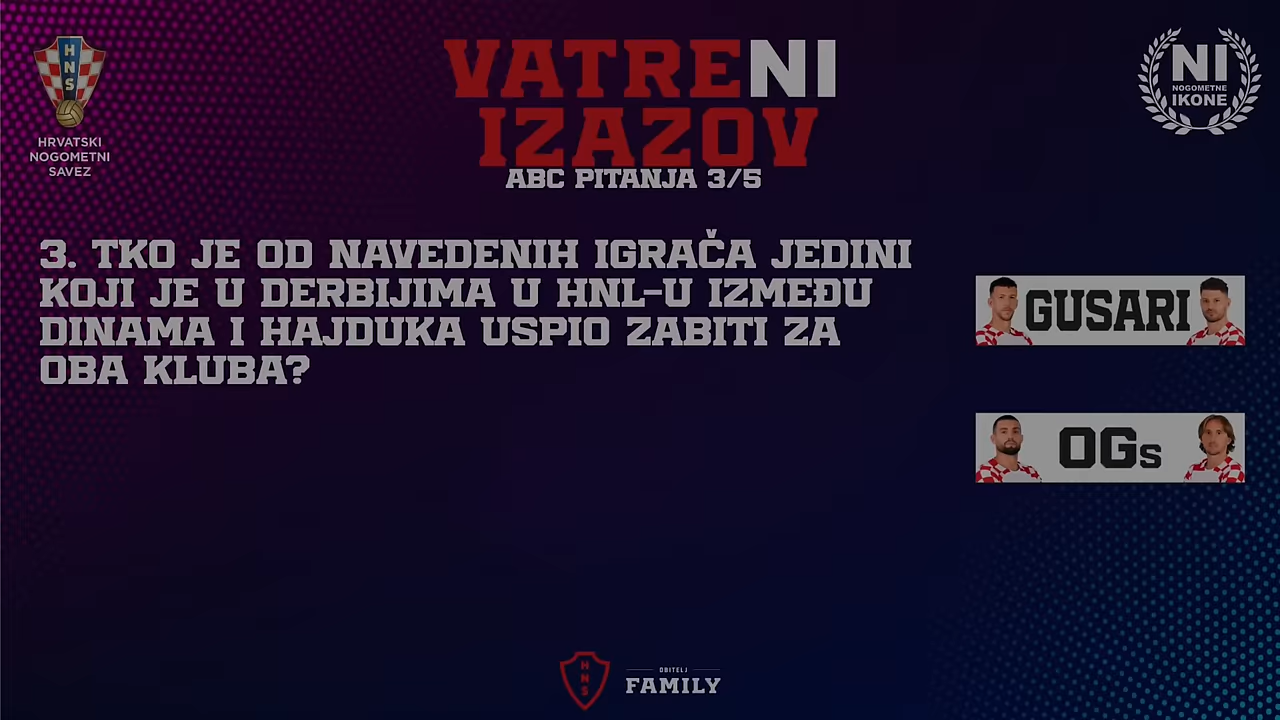 HNS
HRVATSKI
NOGOMETNI
SAVEZ
VATRENI
IZAZOV
ABC PITANJA 3/5
NI
NOGOMETNE
IKONE
3. TKO JE OD NAVEDENIH IGRAČA JEDINI
KOJI JE U DERBIJIMA U HNL-U IZMEĐU
DINAMA I HAJDUKA USPIO ZABITI ZA
OBA KLUBA?
GUSARI
OGs
HNS
OBITELJ
FAMILY